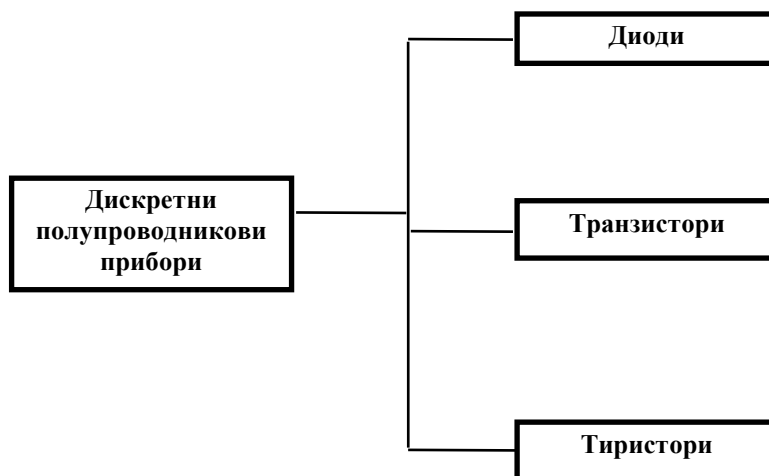 Диоди
Дискретни
полупроводникови
прибори
Транзистори
Тиристори